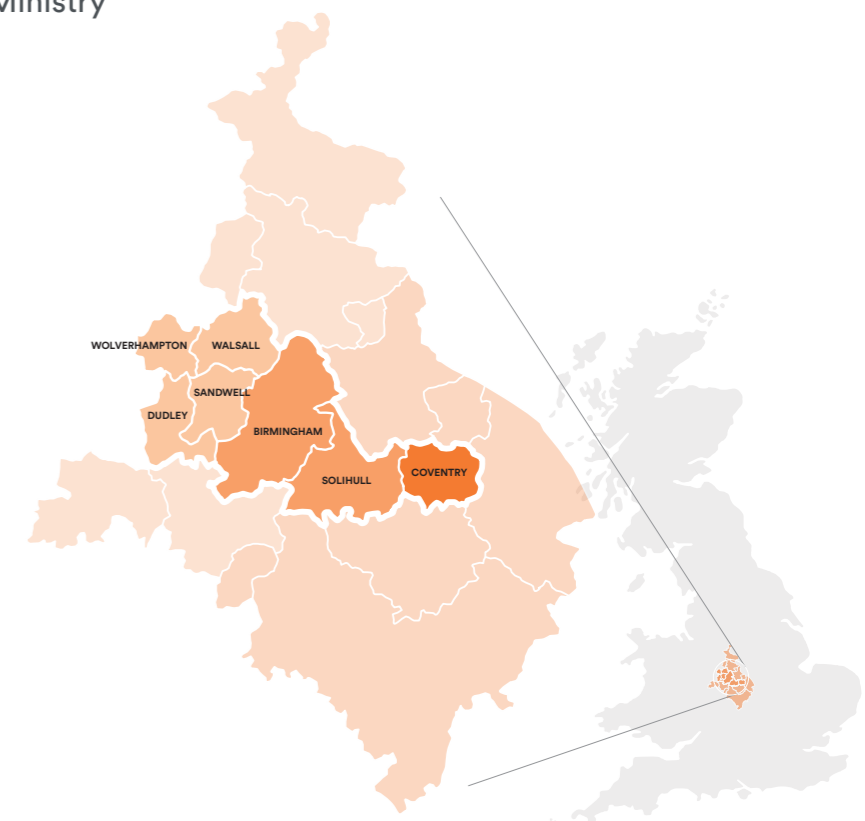 Ministry
WOLVERHAMPTON
WALSALL
SANDWELL
DUDLEY
BIRMINGHAM
SOLIHULL
COVENTRY